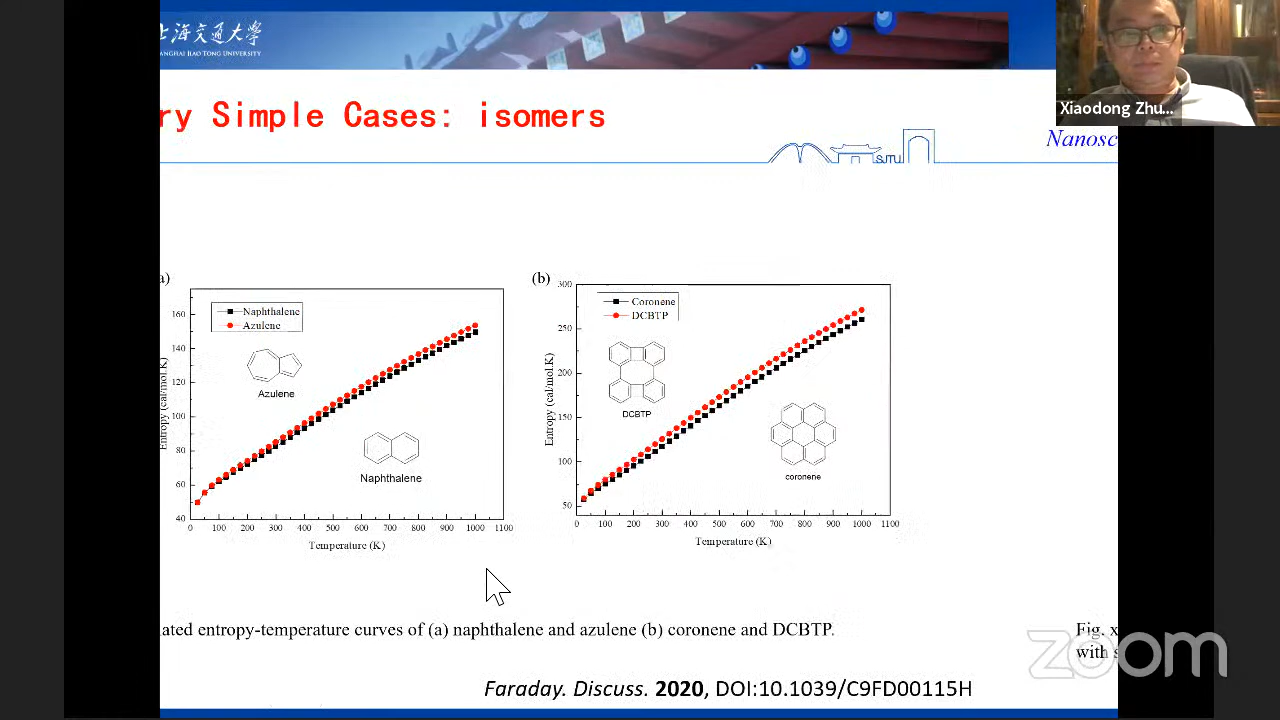 上海交通大学
SHANGHAI JIAO TONG UNIVERSITY
ry Simple Cases: isomers
Xiaodong Zhu...
Nanosc
SJTU
a)
Naphthalene
Azulene
Azulene
Naphthalene
Entropy (cal/mol.K)
160
140
120
100
80
60
40
0 100 200 300 400 500 600 700 800 900 1000 1100
Temperature (K)
(b)
Coronene
DCBTP
DCBTP
coronene
Entropy (cal/mol.K)
300
250
200
150
100
50
0 100 200 300 400 500 600 700 800 900 1000 1100
Temperature (K)
lated entropy-temperature curves of (a) naphthalene and azulene (b) coronene and DCBTP.
Fig. x
with s
zoom
Faraday. Discuss. 2020, DOI:10.1039/C9FD00115H